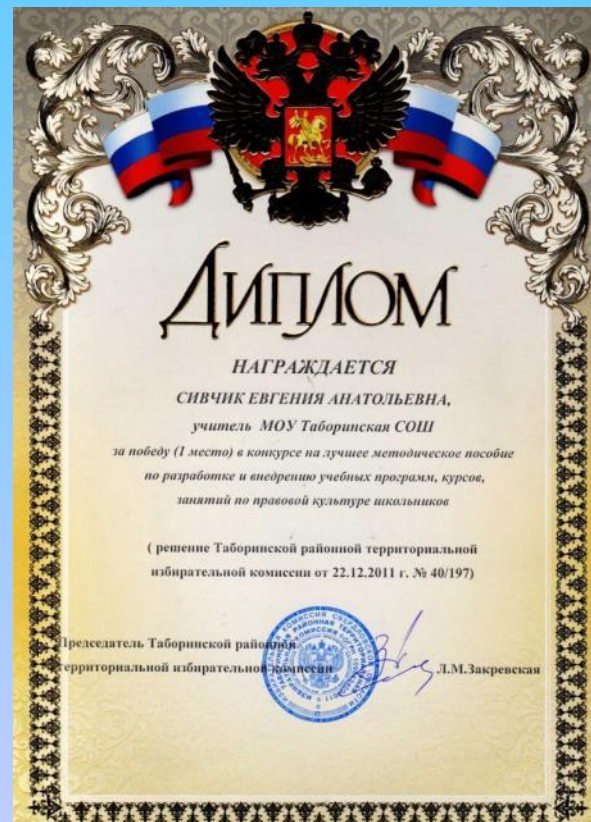 ДИПЛОМ
НАГРАЖДАЕТСЯ
СИВЧИК ЕВГЕНИЯ АНАТОЛЬЕВНА,
учитель МОУ Таборинская СОШ
за победу (1 место) в конкурсе на лучшее методическое пособие
по разработке и внедрению учебных программ, курсов,
занятий по правовой культуре школьников
( решение Таборинской районной территориальной
избирательной комиссии от 22.12.2011 г. № 40/197)
Председатель Таборинской районной
территориальной избирательной комиссии Л.М.Закревская